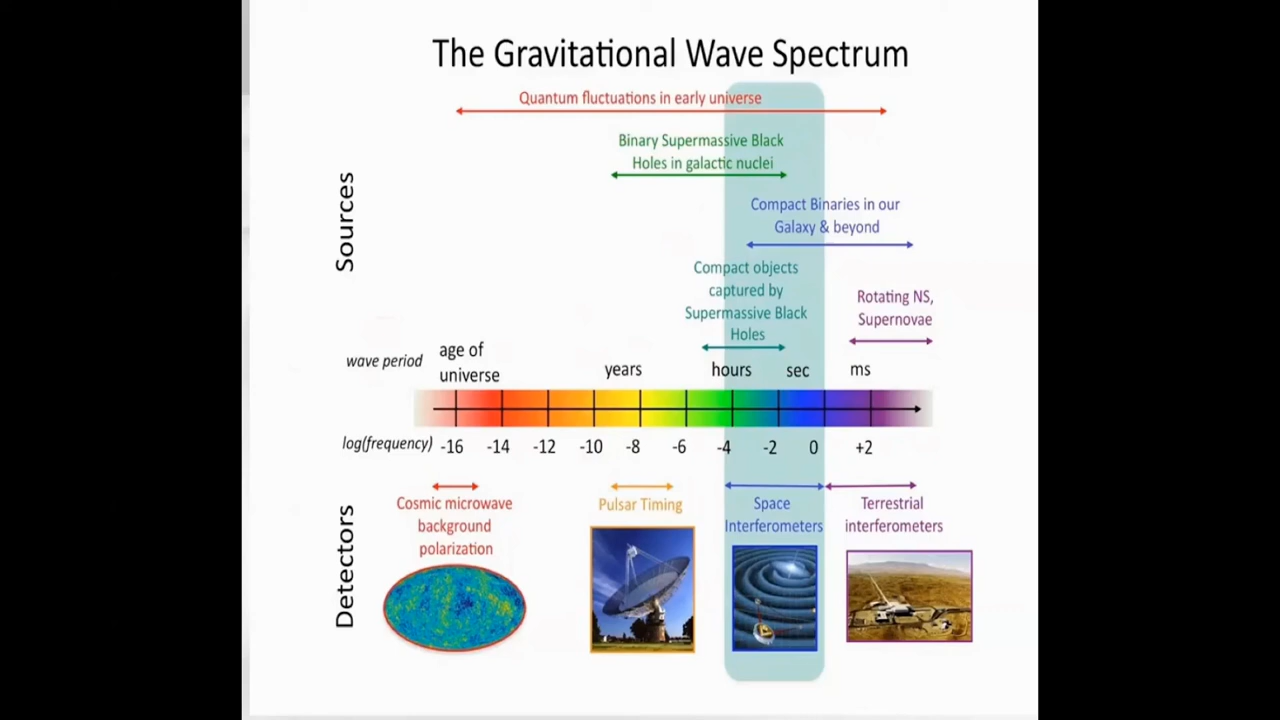 The Gravitational Wave Spectrum
Quantum fluctuations in early universe
Binary Supermassive Black
Holes in galactic nuclei
Compact Binaries in our
Galaxy & beyond
Compact objects
captured by
Supermassive Black
Holes
Rotating NS,
Supernovae
Sources
wave period
age of
universe
years
hours
sec
ms
log(frequency)
-16 -14 -12 -10 -8 -6 -4 -2 0 +2
Detectors
Cosmic microwave
background
polarization
Pulsar Timing
Space
Interferometers
Terrestrial
interferometers